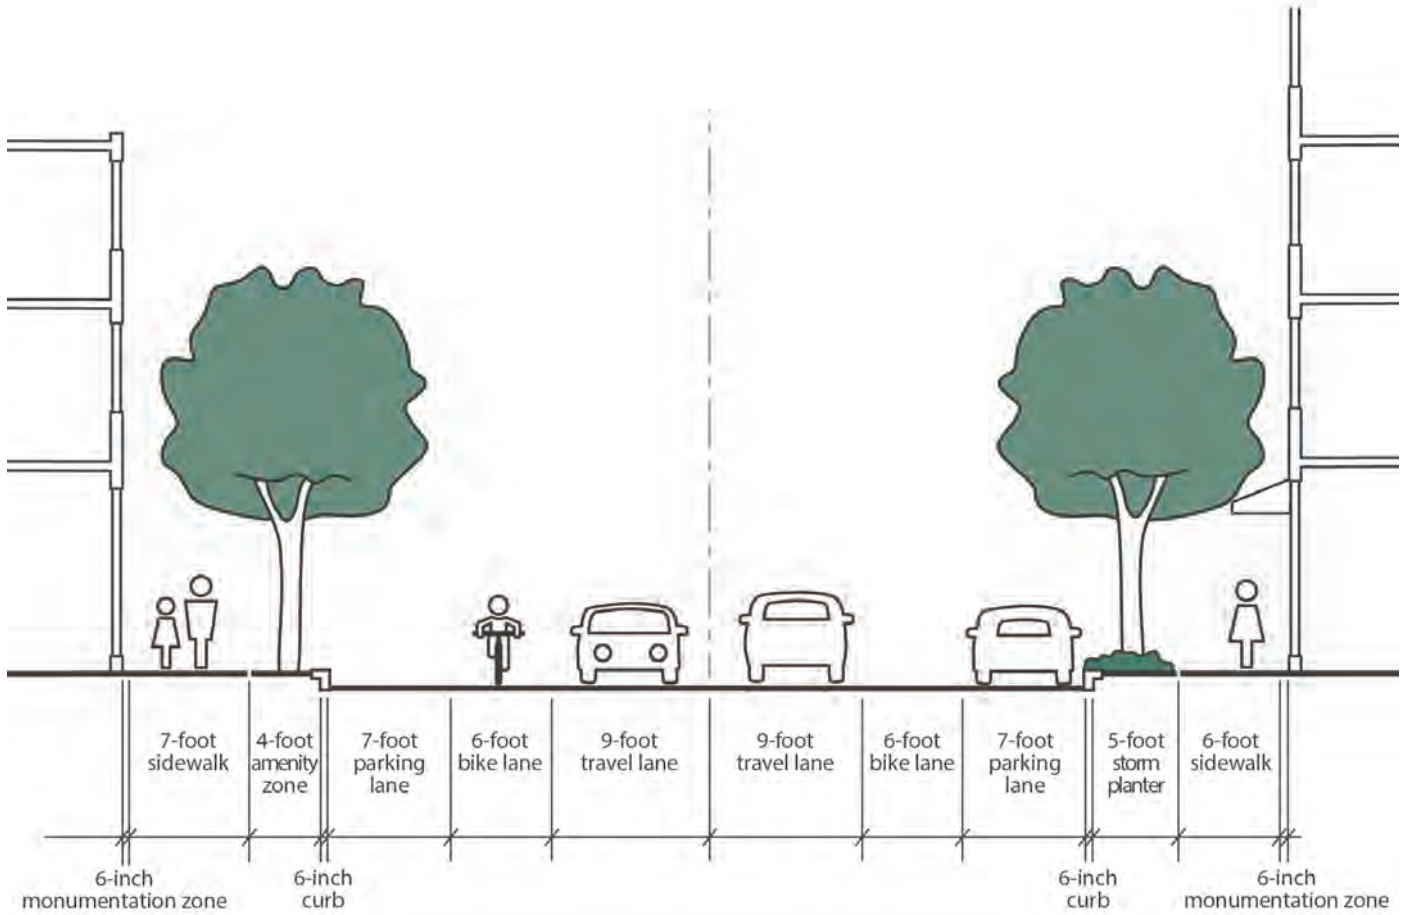 7-foot
sidewalk
4-foot
amenity
zone
7-foot
parking
lane
6-foot
bike lane
9-foot
travel lane
9-foot
travel lane
6-foot
bike lane
7-foot
parking
lane
5-foot
storm
planter
6-foot
sidewalk
6-inch
monumentation zone
6-inch
curb
6-inch
curb
6-inch
monumentation zone